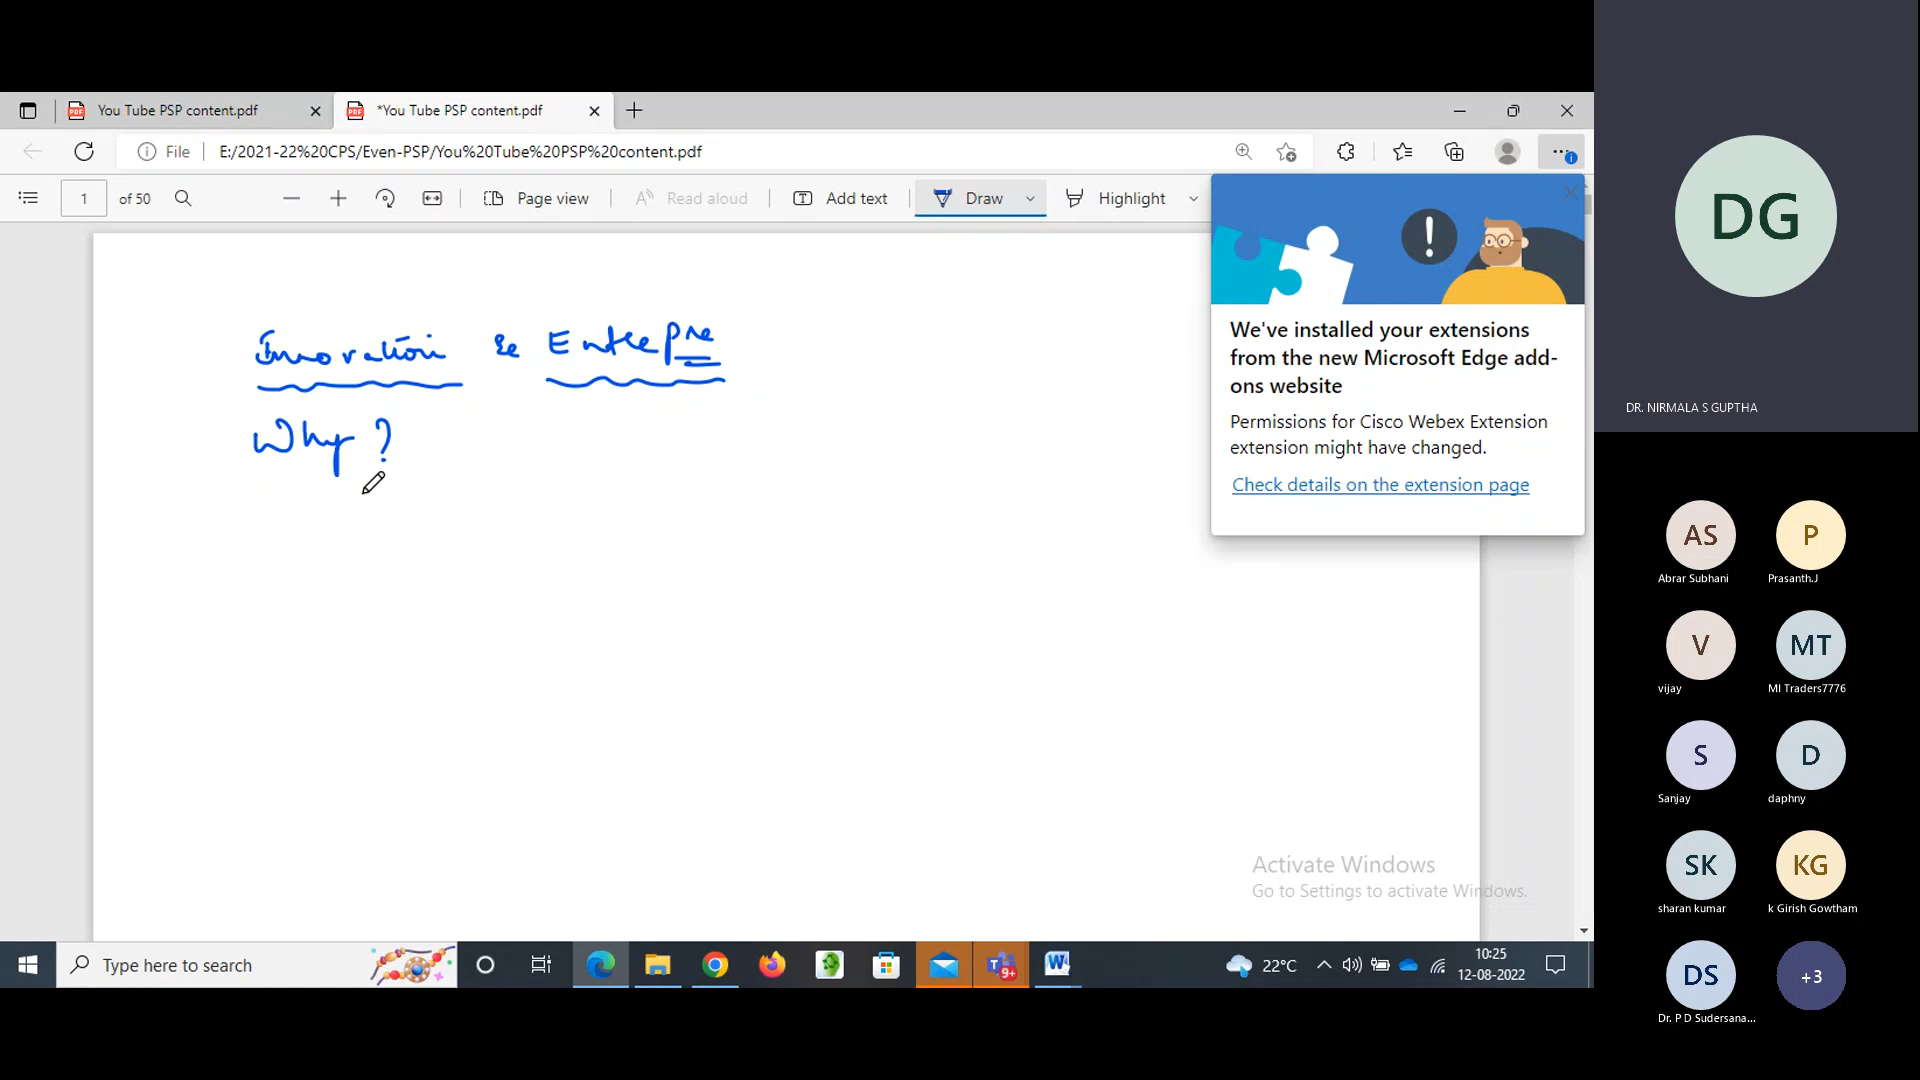 You Tube PSP content.pdf
*You Tube PSP content.pdf
File
E:/2021-22%20CPS/Even-PSP/You%20Tube%20PSP%20content.pdf
1
of 50
Page view
Read aloud
Add text
Draw
Highlight
Innovation & Entrepre
Why ?
We've installed your extensions
from the new Microsoft Edge add-
ons website
Permissions for Cisco Webex Extension
extension might have changed.
Check details on the extension page
Activate Windows
Go to Settings to activate Windows.
Type here to search
9+
22°C
10:25
12-08-2022
DG
DR. NIRMALA S GUPTHA
AS P
Abrar Subhani Prasanth.J
V MT
vijay MI Traders7776
S D
Sanjay daphny
SK KG
sharan kumar k Girish Gowtham
DS +3
Dr. P D Sudersana...